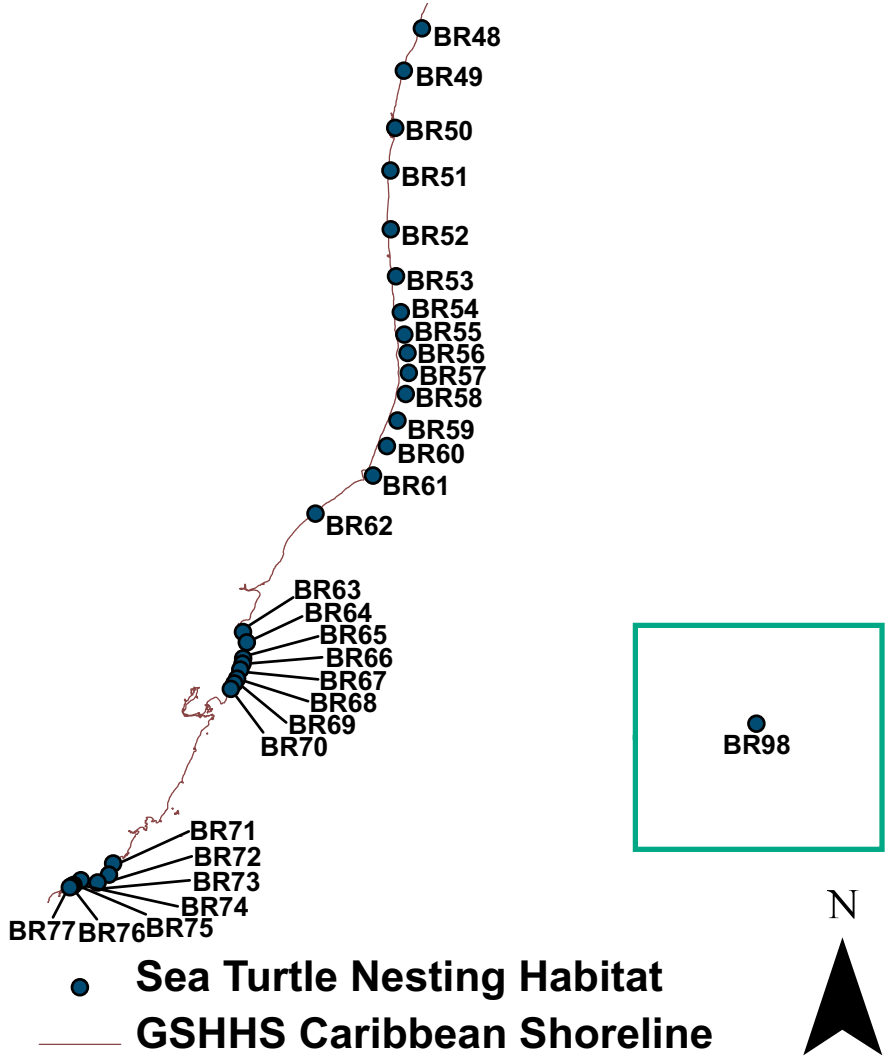 BR48
BR49
BR50
BR51
BR52
BR53
BR54
BR55
BR56
BR57
BR58
BR59
BR60
BR61
BR62
BR63
BR64
BR65
BR66
BR67
BR68
BR69
BR70
BR98
BR71
BR72
BR73
BR74
BR75
BR76
BR77
N
Sea Turtle Nesting Habitat
GSHHS Caribbean Shoreline